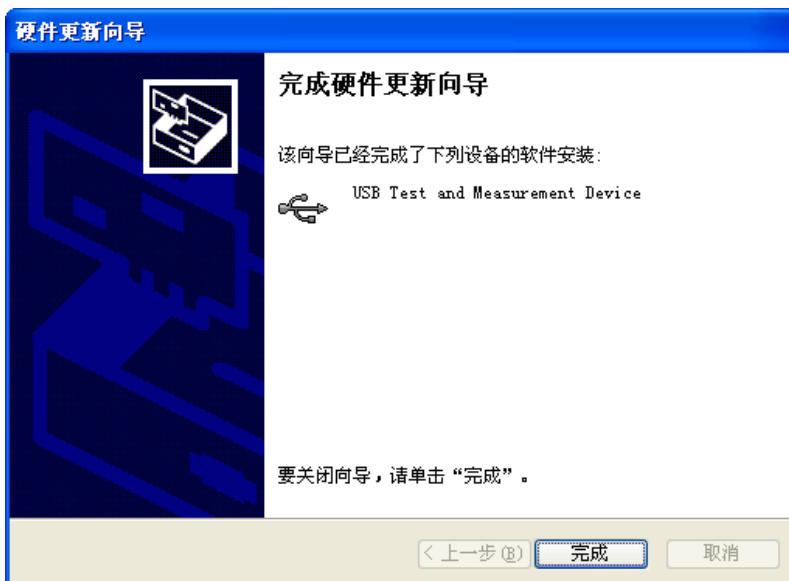 硬件更新向导
完成硬件更新向导
该向导已经完成了下列设备的软件安装:
USB Test and Measurement Device
要关闭向导,请单击“完成”。
< 上一步(B)
完成
取消